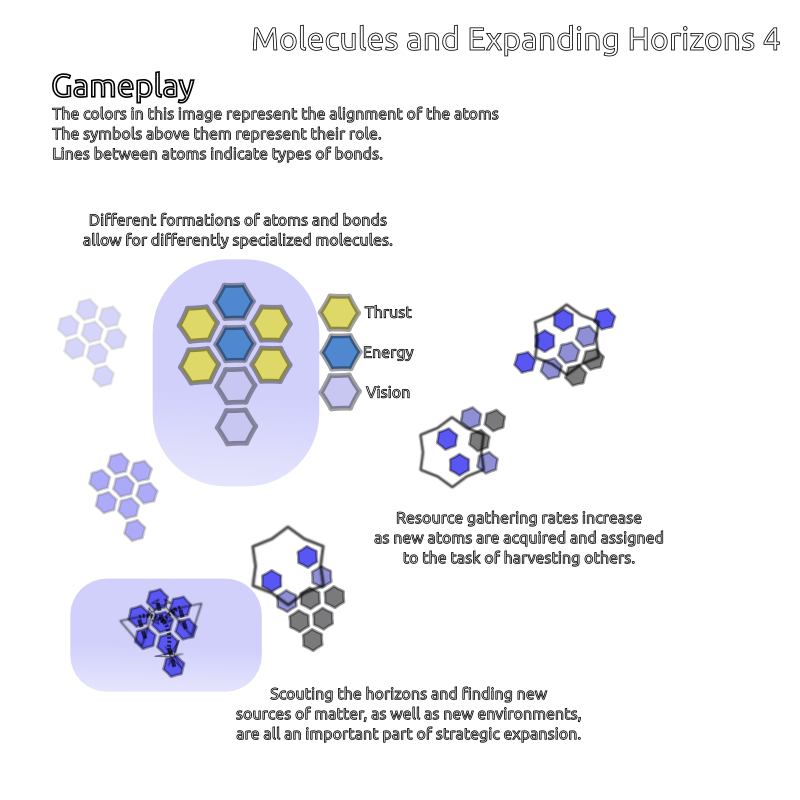 Molecules and Expanding Horizons 4
Gameplay
The colors in this image represent the alignment of the atoms
The symbols above them represent their role.
Lines between atoms indicate types of bonds.
Different formations of atoms and bonds
allow for differently specialized molecules.
Thrust
Energy
Vision
Resource gathering rates increase
as new atoms are acquired and assigned
to the task of harvesting others.
Scouting the horizons and finding new
sources of matter, as well as new environments,
are all an important part of strategic expansion.